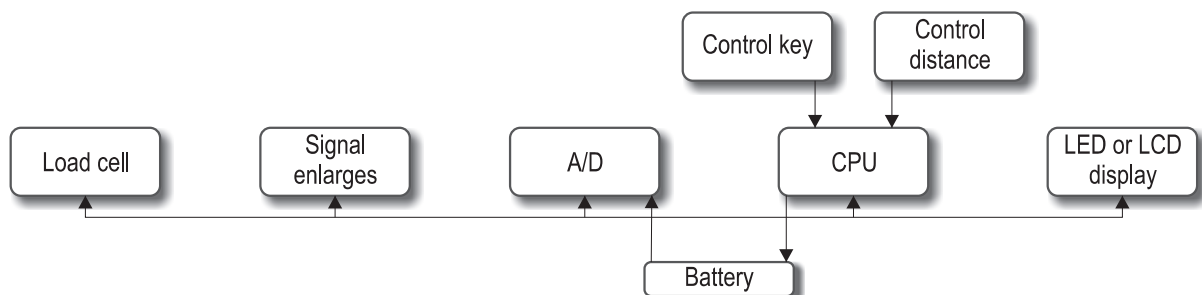 Control key
Control
distance
Load cell
Signal
enlarges
A/D
CPU
LED or LCD
display
Battery